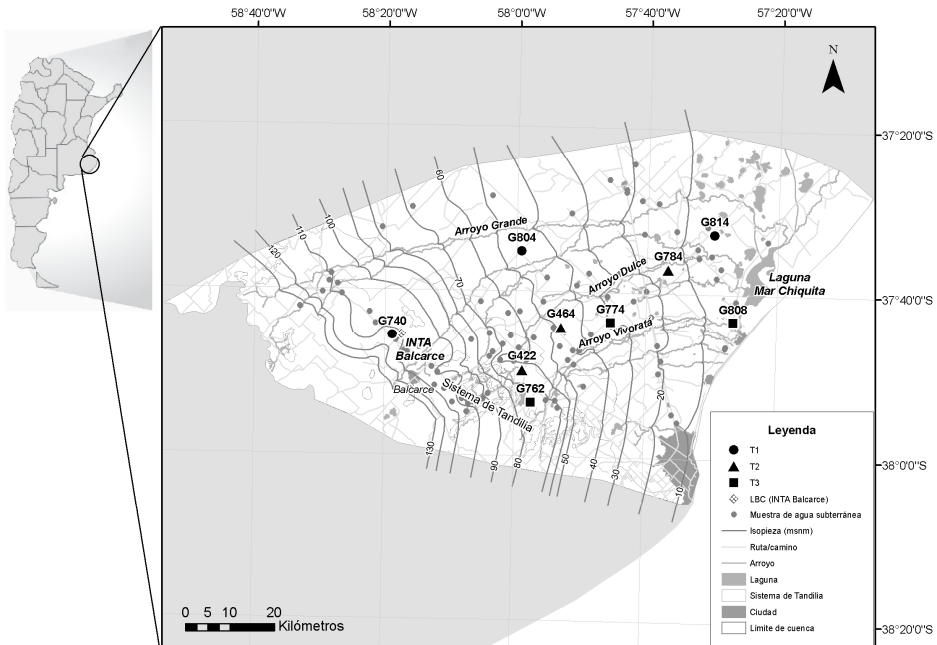 58°40'0"W
58°20'0"W
58°0'0"W
57°40'0"W
57°20'0"W
N
37°20'0"S
60
100
110
120
Arroyo Grande
G804
G814
G784
70
Arroyo Dulce
Laguna
Mar Chiquita
37°40'0"S
G740
G464
G774
G808
INTA
Balcarce
Arroyo Vivoratá
G422
Balcarce
G762
Sistema de Tandilia
20
130
90
80
50
40
30
10
38°0'0"S
Leyenda
T1
T2
T3
LBC (INTA Balcarce)
Muestra de agua subterránea
Isopieza (msnm)
Ruta/camino
Arroyo
Laguna
Sistema de Tandilia
Ciudad
Límite de cuenca
0 5 10 20
Kilómetros
38°20'0"S